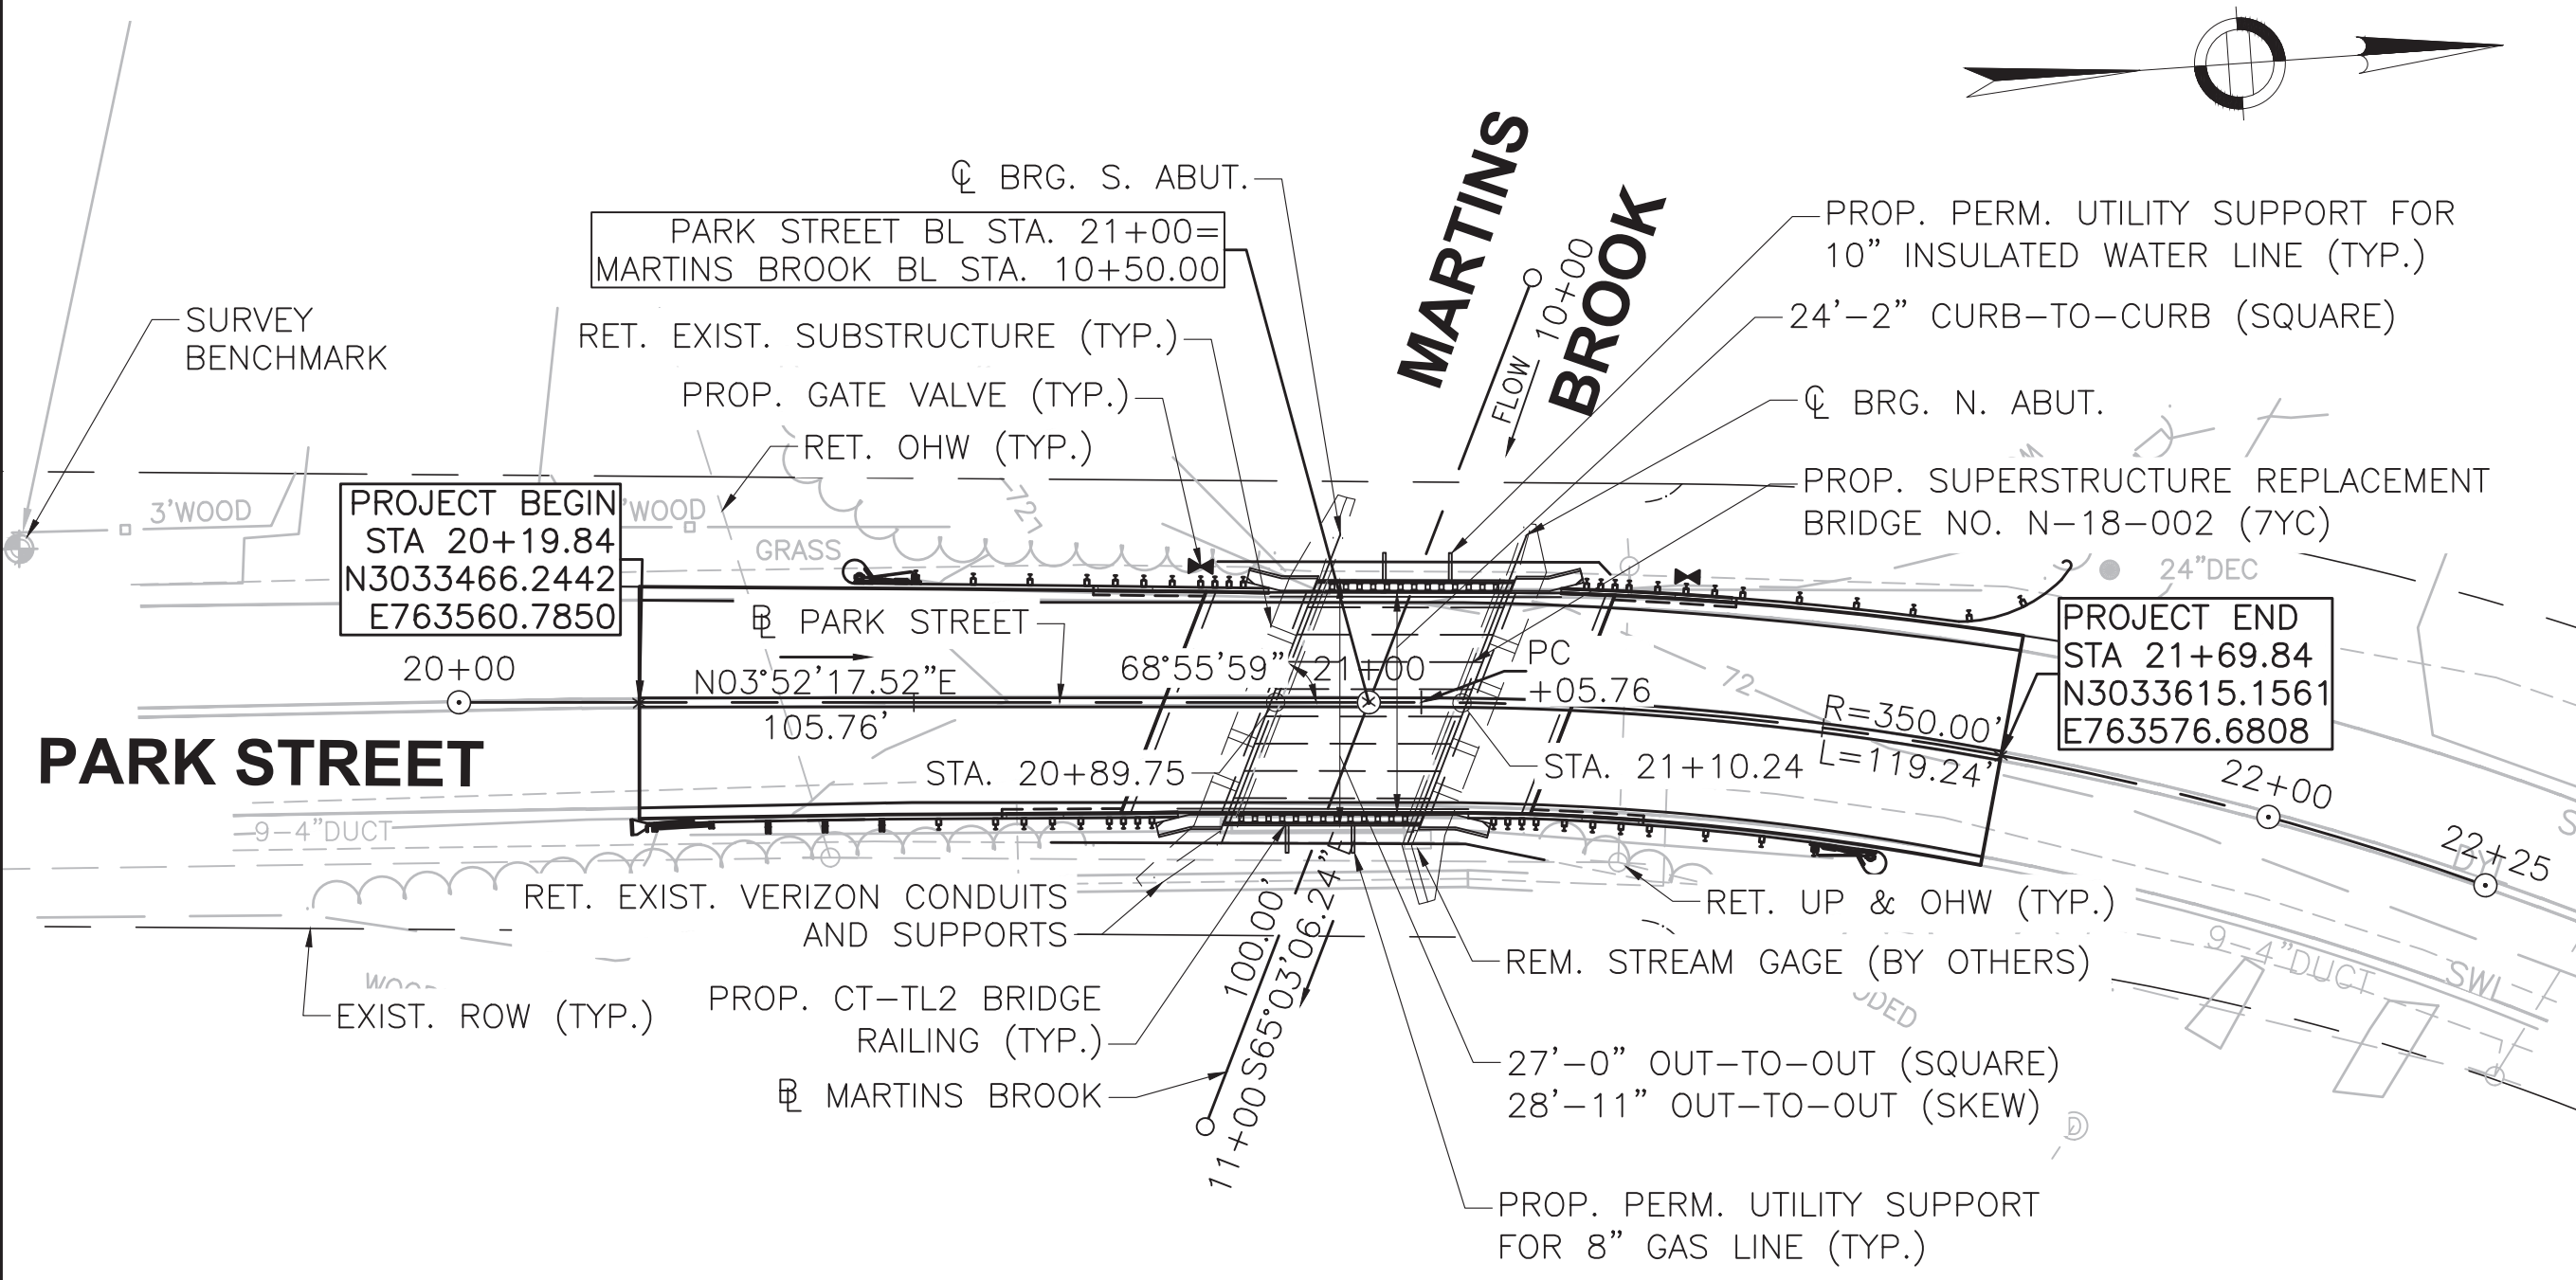 MARTINS
BROOK
FLOW
10+00
℄ BRG. S. ABUT.
PARK STREET BL STA. 21+00=
MARTINS BROOK BL STA. 10+50.00
PROP. PERM. UTILITY SUPPORT FOR
10" INSULATED WATER LINE (TYP.)
SURVEY
BENCHMARK
RET. EXIST. SUBSTRUCTURE (TYP.)
24'-2" CURB-TO-CURB (SQUARE)
PROP. GATE VALVE (TYP.)
℄ BRG. N. ABUT.
RET. OHW (TYP.)
PROP. SUPERSTRUCTURE REPLACEMENT
BRIDGE NO. N-18-002 (7YC)
3'WOOD
'WOOD
GRASS
24"DEC
PROJECT BEGIN
STA 20+19.84
N3033466.2442
E763560.7850
PROJECT END
STA 21+69.84
N3033615.1561
E763576.6808
BL PARK STREET
20+00
N03°52'17.52"E
105.76'
68°55'59"
21+00
PC
+05.76
72
R=350.00'
L=119.24'
PARK STREET
STA. 20+89.75
STA. 21+10.24
22+00
22+25
9-4"DUCT
RET. EXIST. VERIZON CONDUITS
AND SUPPORTS
RET. UP & OHW (TYP.)
REM. STREAM GAGE (BY OTHERS)
9-4"DUCT
SWL
EXIST. ROW (TYP.)
PROP. CT-TL2 BRIDGE
RAILING (TYP.)
BL MARTINS BROOK
100.00'
S65°03'06.24"E
11+00
27'-0" OUT-TO-OUT (SQUARE)
28'-11" OUT-TO-OUT (SKEW)
PROP. PERM. UTILITY SUPPORT
FOR 8" GAS LINE (TYP.)